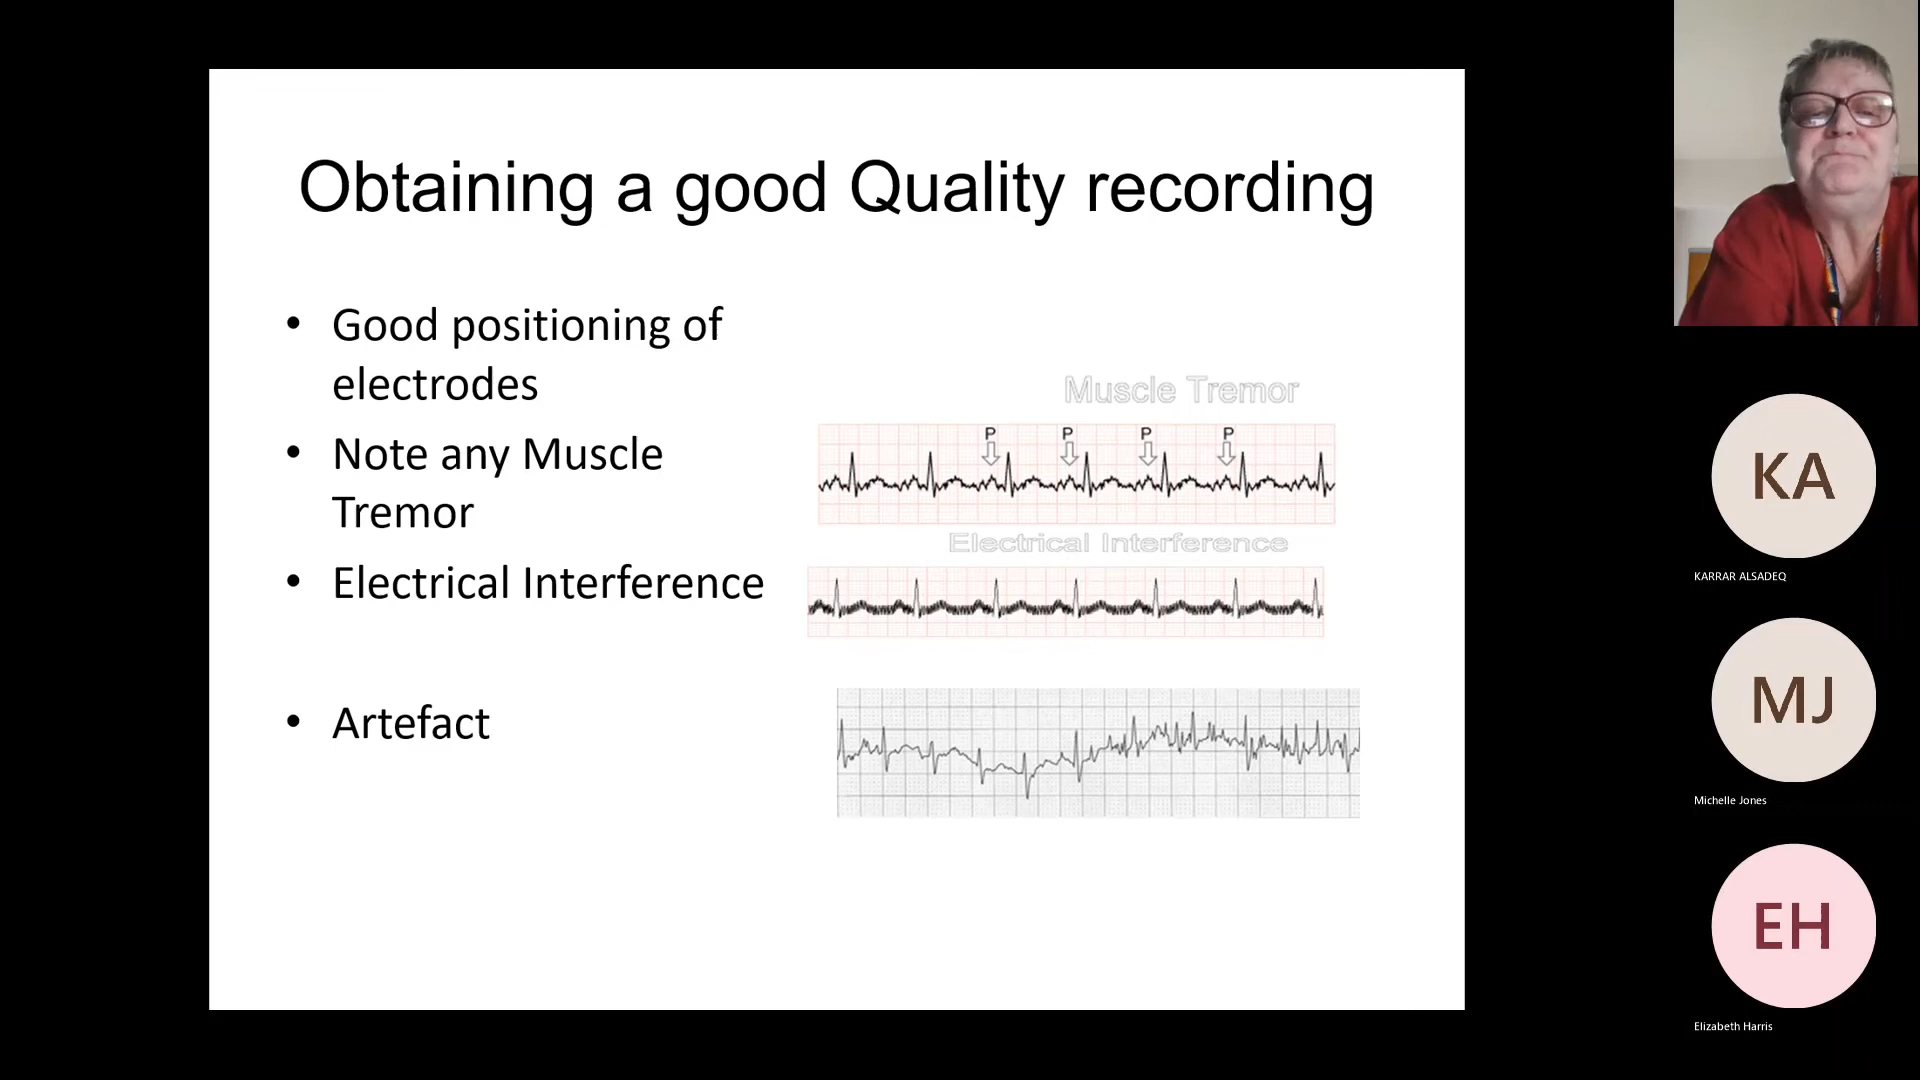 Obtaining a good Quality recording
• Good positioning of
electrodes
• Note any Muscle
Tremor
• Electrical Interference
• Artefact
Muscle Tremor
P P P P
Electrical Interference
KA
KARRAR ALSADEQ
MJ
Michelle Jones
EH
Elizabeth Harris